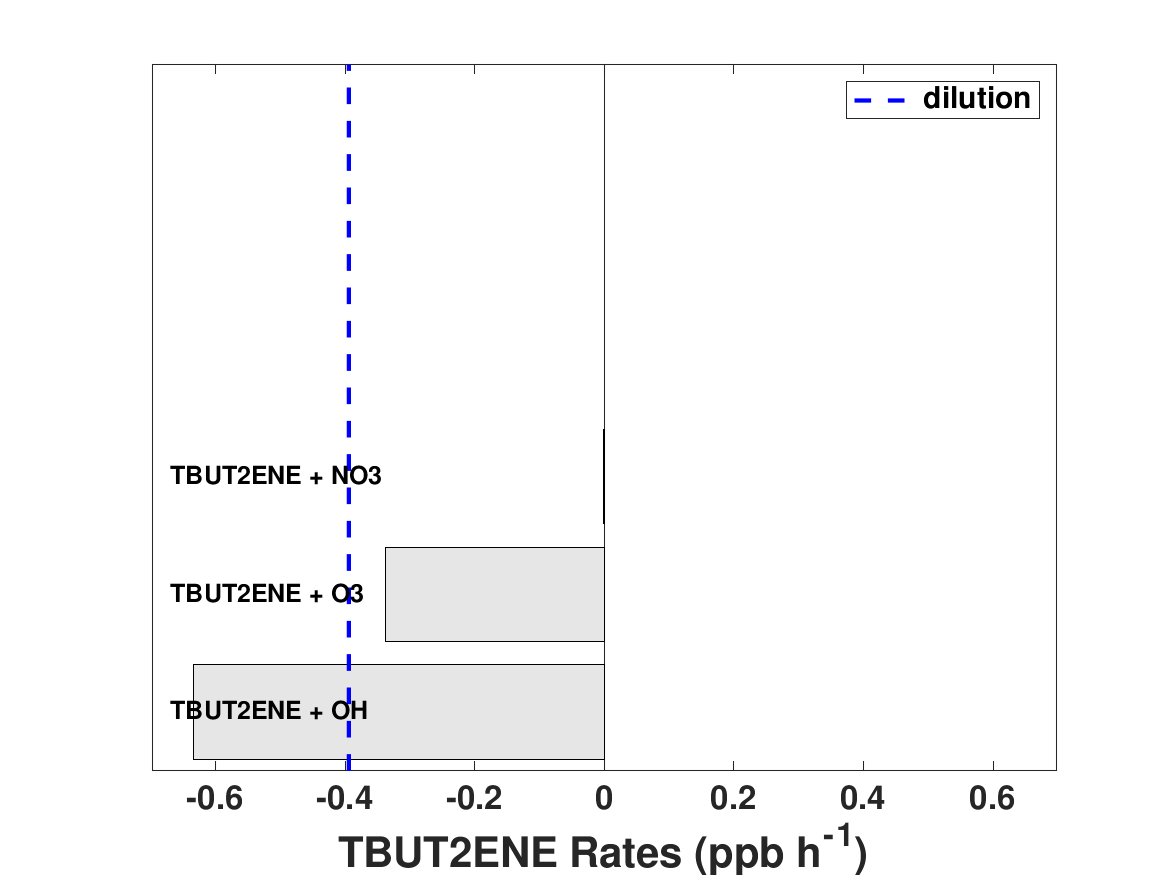 dilution
TBUT2ENE + NO3
TBUT2ENE + O3
TBUT2ENE + OH
-0.6 -0.4 -0.2 0 0.2 0.4 0.6
TBUT2ENE Rates (ppb h⁻¹)